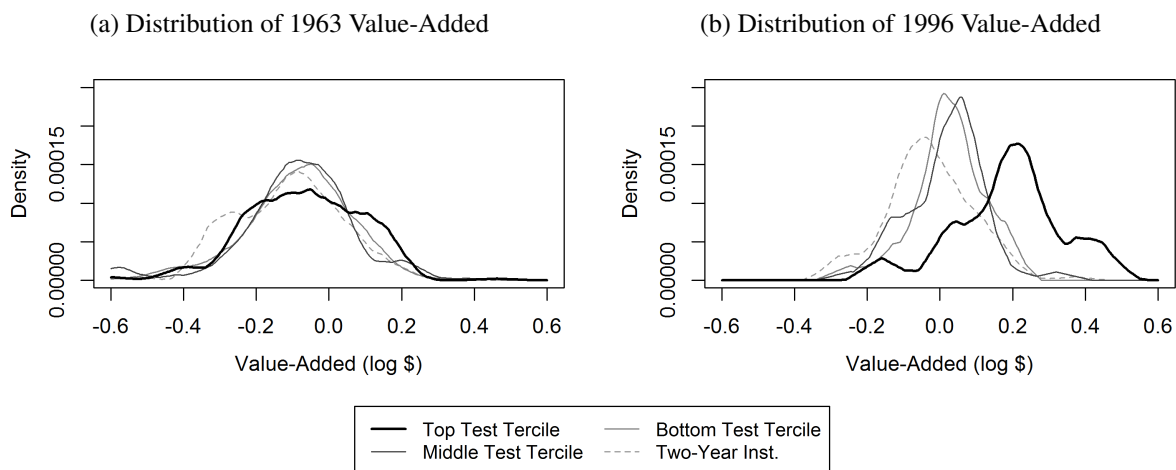 (a) Distribution of 1963 Value-Added
(b) Distribution of 1996 Value-Added
Density
0.00015
0.00000
-0.6 -0.4 -0.2 0.0 0.2 0.4 0.6
Value-Added (log $)
Density
0.00015
0.00000
-0.6 -0.4 -0.2 0.0 0.2 0.4 0.6
Value-Added (log $)
Top Test Tercile
Middle Test Tercile
Bottom Test Tercile
Two-Year Inst.